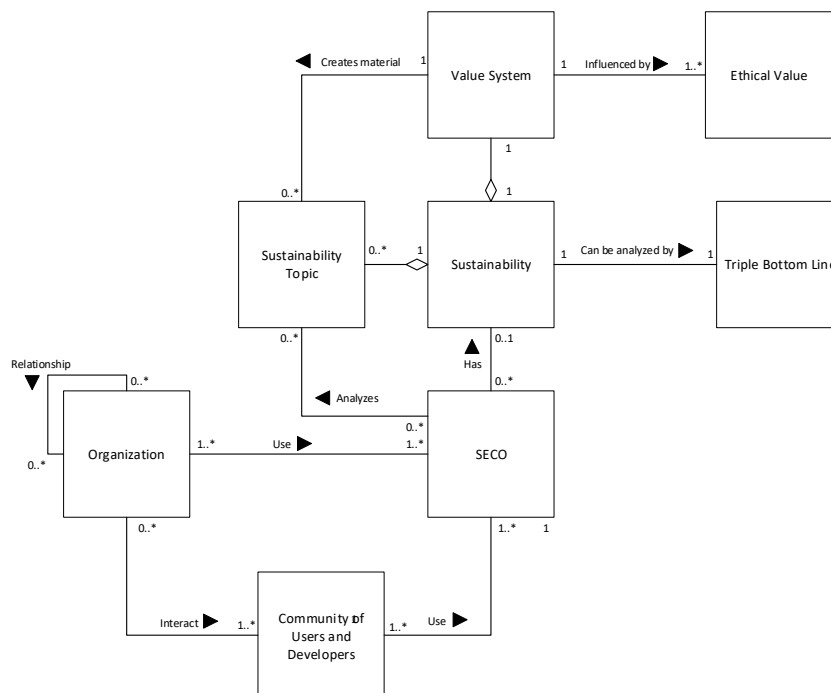 Creates material
1
Value System
1
Influenced by
1..*
Ethical Value
1
0..*
1
Sustainability
Topic
0..*
1
Sustainability
1
Can be analyzed by
1
Triple Bottom Line
0..*
0..1
Relationship
Has
0..*
0..*
Analyzes
0..*
Organization
1..*
Use
1..*
SECO
0..*
0..*
1..*
1
Interact
1..*
Community of
Users and
Developers
1
1..*
Use